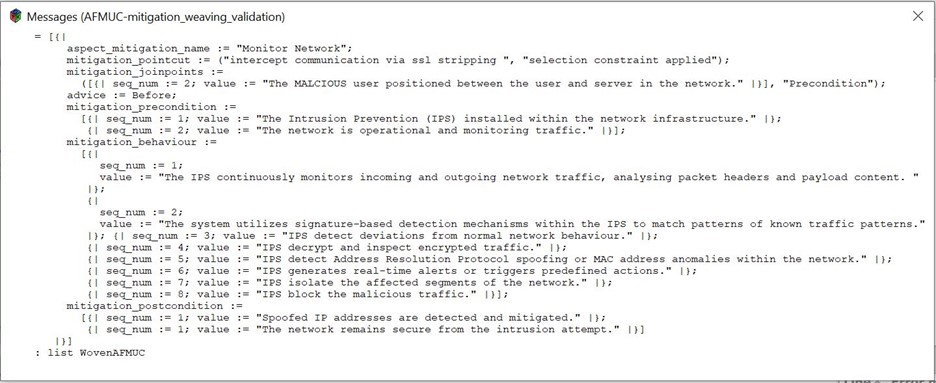 Messages (AFMUC-mitigation_weaving_validation)
= [{|
aspect_mitigation_name := "Monitor Network";
mitigation_pointcut := ("intercept communication via ssl stripping ", "selection constraint applied");
mitigation_joinpoints :=
([{| seq_num := 2; value := "The MALCIOUS user positioned between the user and server in the network." |}], "Precondition");
advice := Before;
mitigation_precondition :=
[{| seq_num := 1; value := "The Intrusion Prevention (IPS) installed within the network infrastructure." |};
{| seq_num := 2; value := "The network is operational and monitoring traffic." |}];
mitigation_behaviour :=
[{|
seq_num := 1;
value := "The IPS continuously monitors incoming and outgoing network traffic, analysing packet headers and payload content. "
|};
{|
seq_num := 2;
value := "The system utilizes signature-based detection mechanisms within the IPS to match patterns of known traffic patterns."
|}; {| seq_num := 3; value := "IPS detect deviations from normal network behaviour." |};
{| seq_num := 4; value := "IPS decrypt and inspect encrypted traffic." |};
{| seq_num := 5; value := "IPS detect Address Resolution Protocol spoofing or MAC address anomalies within the network." |};
{| seq_num := 6; value := "IPS generates real-time alerts or triggers predefined actions." |};
{| seq_num := 7; value := "IPS isolate the affected segments of the network." |};
{| seq_num := 8; value := "IPS block the malicious traffic." |}];
mitigation_postcondition :=
[{| seq_num := 1; value := "Spoofed IP addresses are detected and mitigated." |};
{| seq_num := 1; value := "The network remains secure from the intrusion attempt." |}]
|}]
: list WovenAFMUC